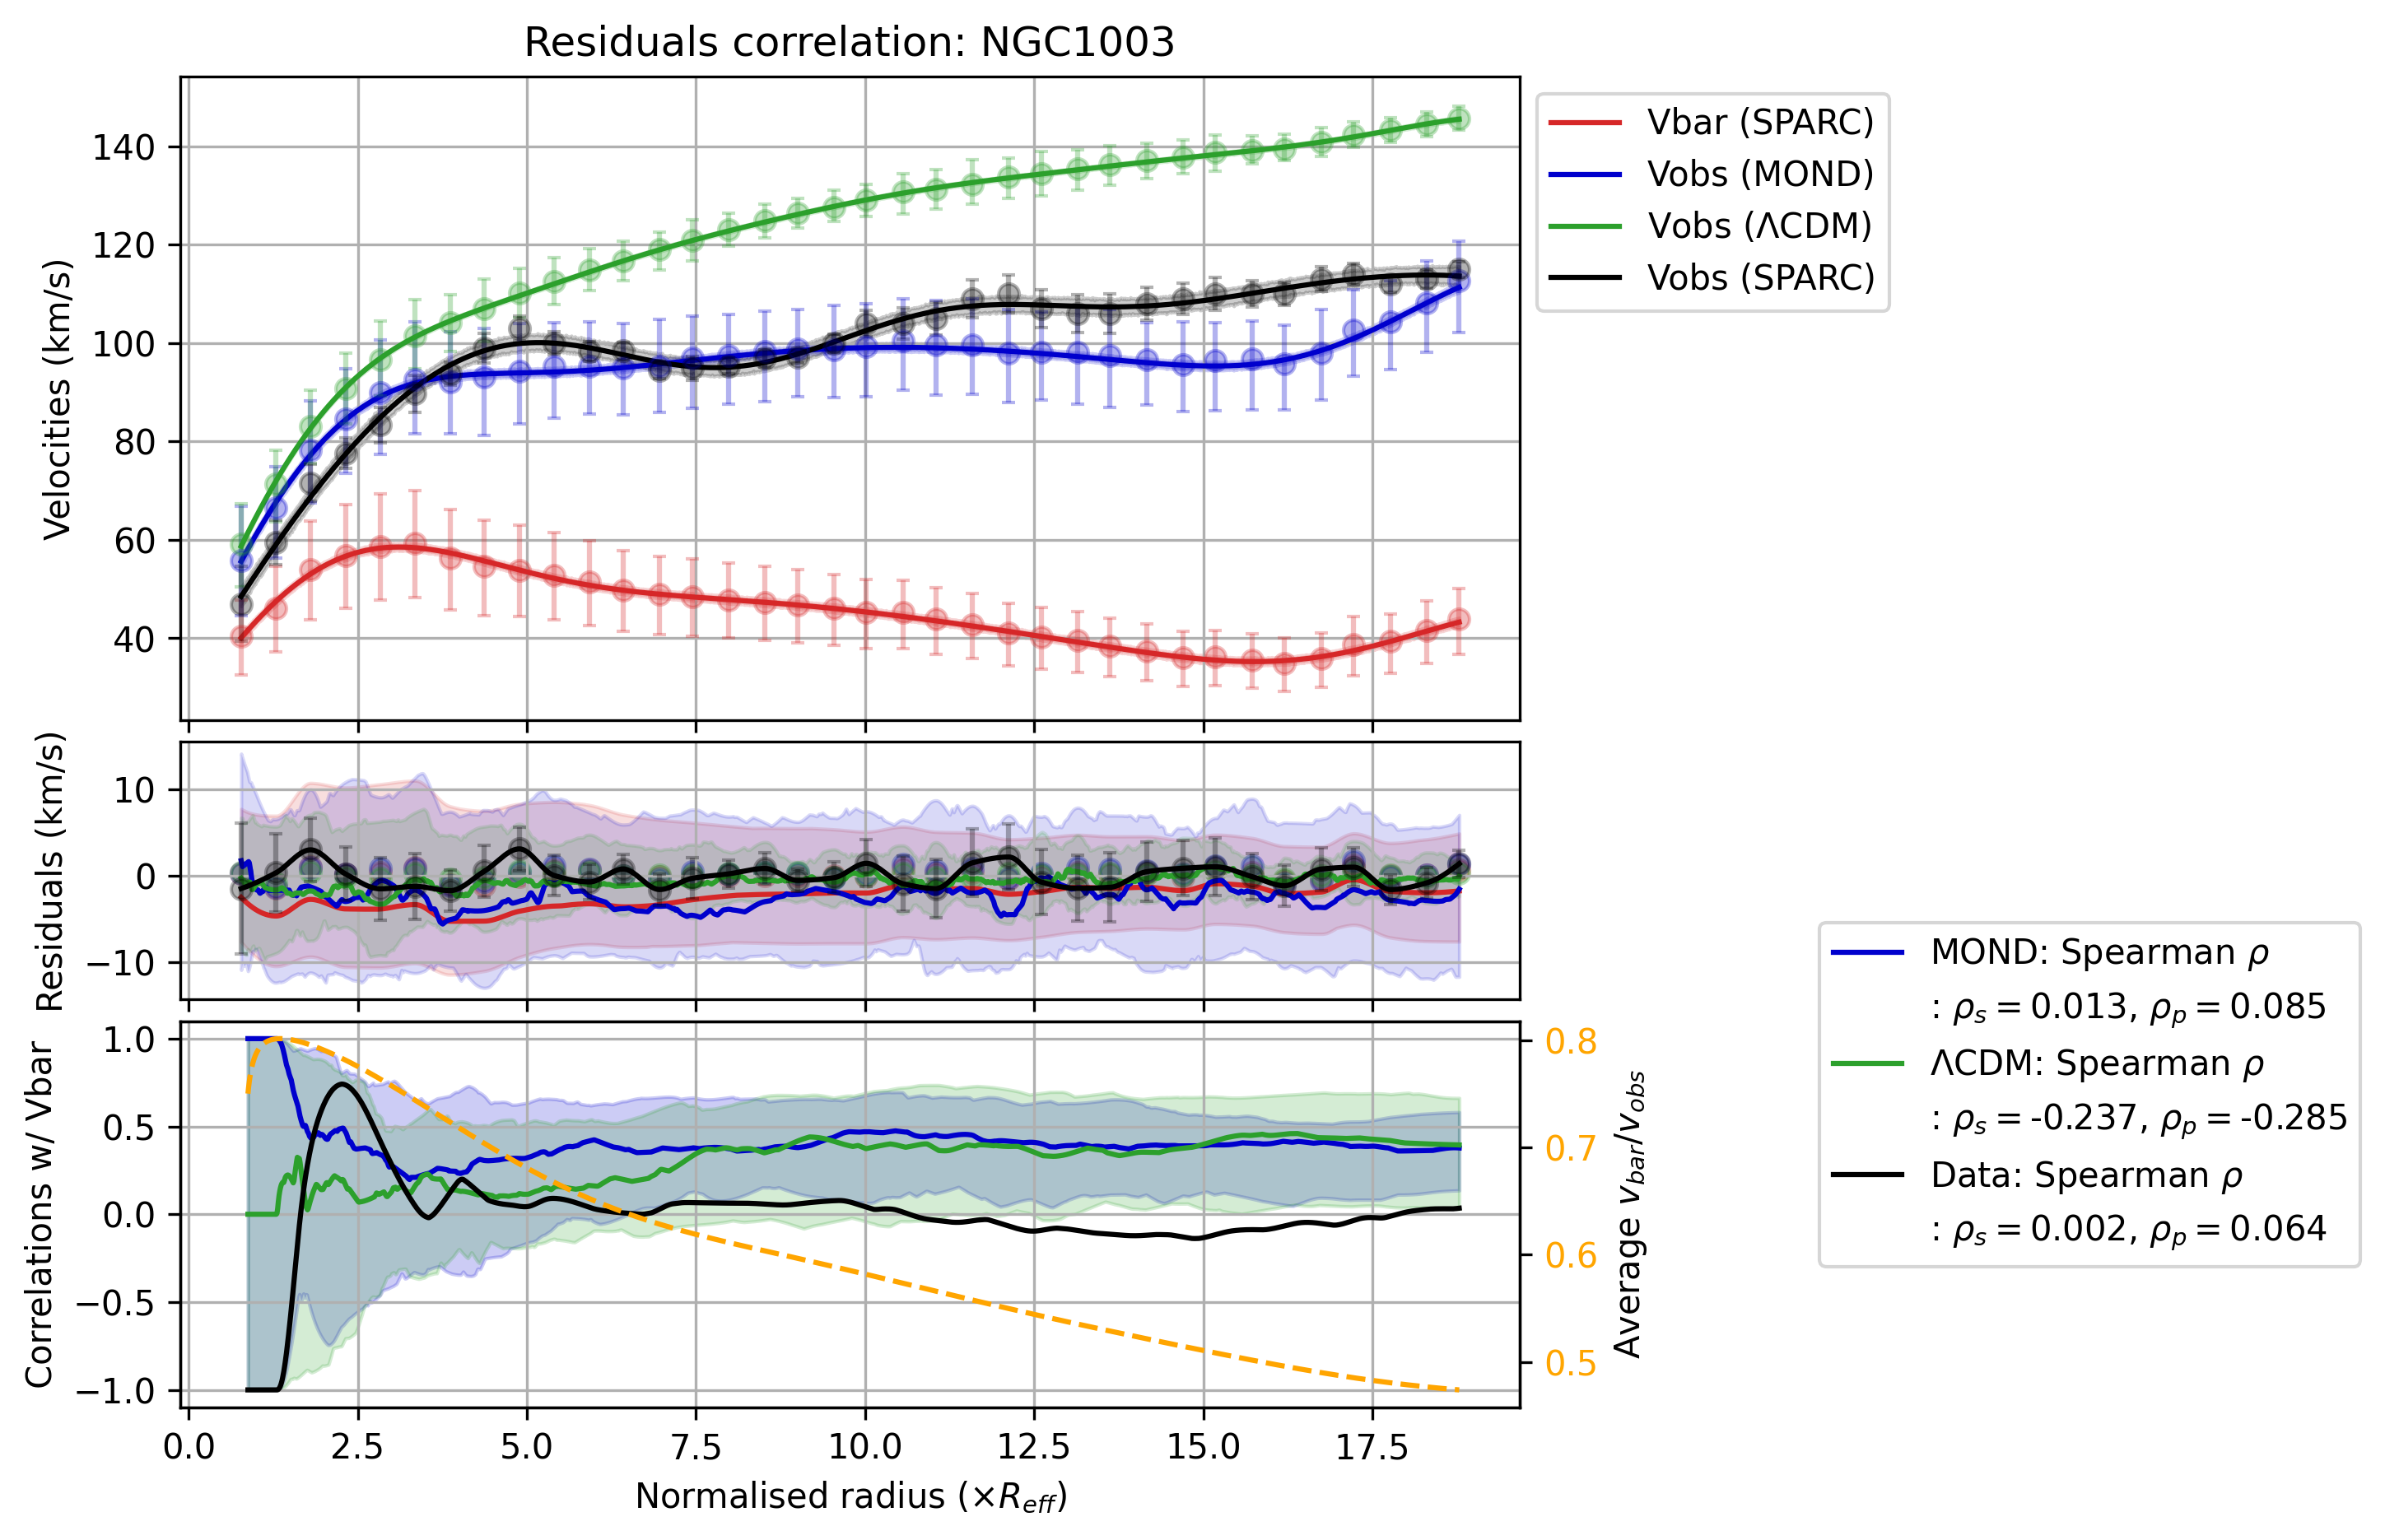 Residuals correlation: NGC1003
Velocities (km/s)
140
120
100
80
60
40
Vbar (SPARC)
Vobs (MOND)
Vobs (ΛCDM)
Vobs (SPARC)
Residuals (km/s)
10
0
−10
Correlations w/ Vbar
1.0
0.5
0.0
−0.5
−1.0
0.8
0.7
0.6
0.5
Average v_bar/v_obs
MOND: Spearman ρ
: ρ_s = 0.013, ρ_p = 0.085
ΛCDM: Spearman ρ
: ρ_s = -0.237, ρ_p = -0.285
Data: Spearman ρ
: ρ_s = 0.002, ρ_p = 0.064
0.0 2.5 5.0 7.5 10.0 12.5 15.0 17.5
Normalised radius (×R_eff)